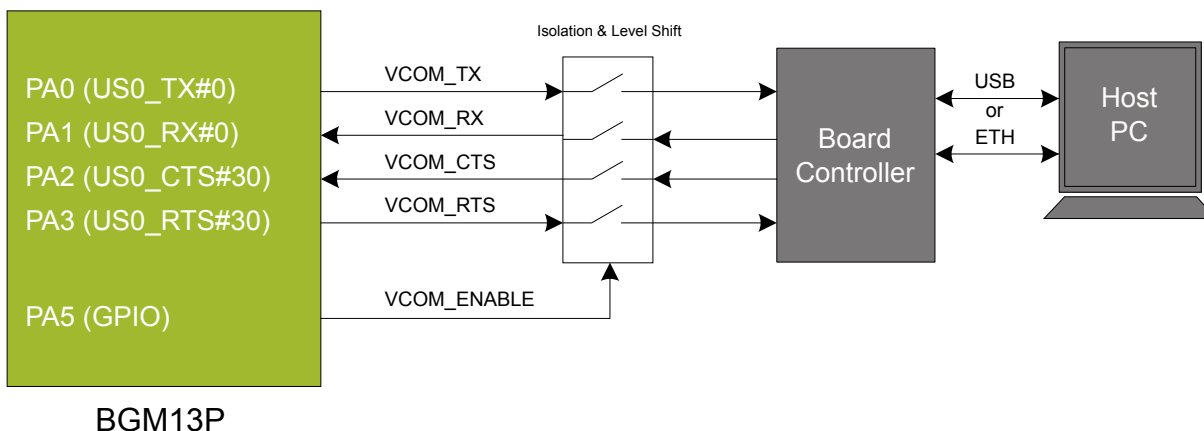 Isolation & Level Shift
PA0 (US0_TX#0)
PA1 (US0_RX#0)
PA2 (US0_CTS#30)
PA3 (US0_RTS#30)
PA5 (GPIO)
VCOM_TX
VCOM_RX
VCOM_CTS
VCOM_RTS
VCOM_ENABLE
Board
Controller
USB
or
ETH
Host
PC
BGM13P